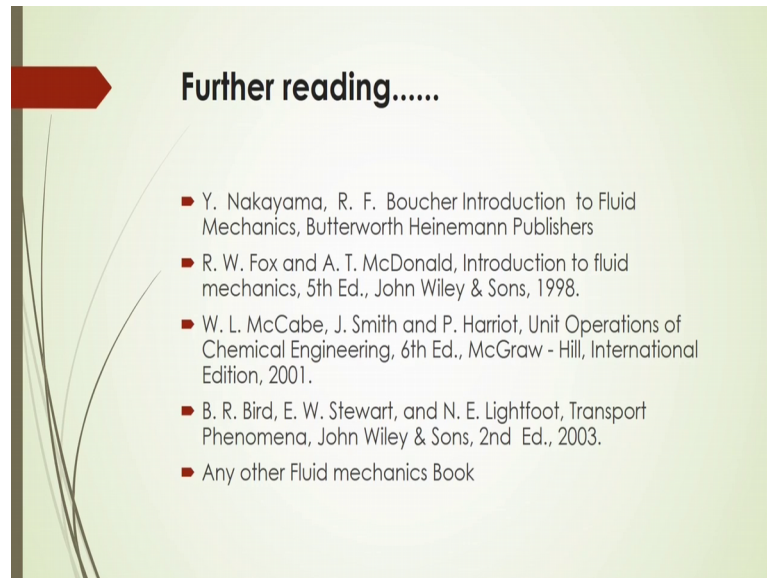 Further reading......
Y. Nakayama, R. F. Boucher Introduction to Fluid
Mechanics, Butterworth Heinemann Publishers
R. W. Fox and A. T. McDonald, Introduction to fluid
mechanics, 5th Ed., John Wiley & Sons, 1998.
W. L. McCabe, J. Smith and P. Harriot, Unit Operations of
Chemical Engineering, 6th Ed., McGraw - Hill, International
Edition, 2001.
B. R. Bird, E. W. Stewart, and N. E. Lightfoot, Transport
Phenomena, John Wiley & Sons, 2nd Ed., 2003.
Any other Fluid mechanics Book